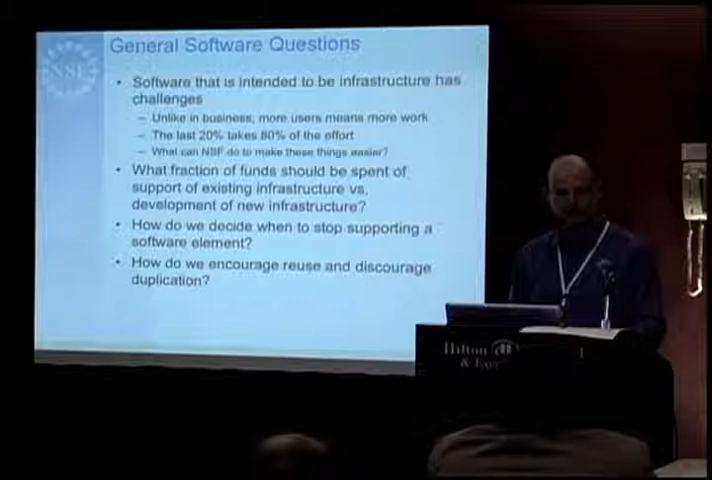 General Software Questions
NSF
• Software that is intended to be infrastructure has
challenges
– Unlike in business, more users means more work
– The last 20% takes 80% of the effort
– What can NSF do to make these things easier?
• What fraction of funds should be spent of
support of existing infrastructure vs.
development of new infrastructure?
• How do we decide when to stop supporting a
software element?
• How do we encourage reuse and discourage
duplication?
Hilton
&